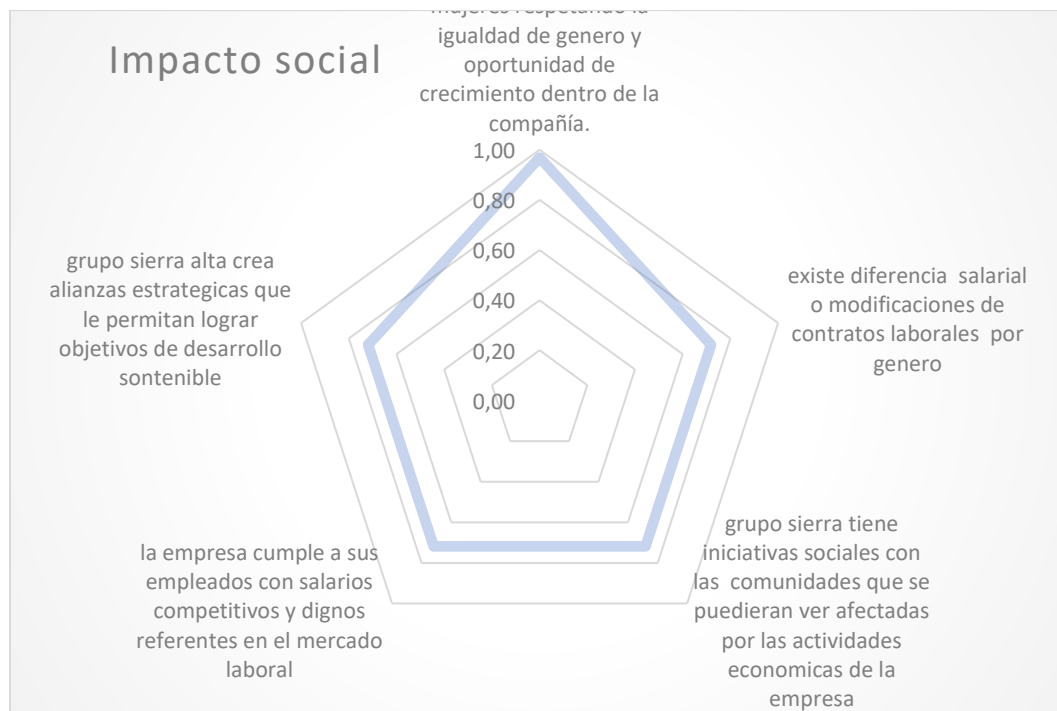 Impacto social
mujeres respetando la
igualdad de genero y
oportunidad de
crecimiento dentro de la
compañía.
1,00
0,80
0,60
0,40
0,20
0,00
existe diferencia salarial
o modificaciones de
contratos laborales por
genero
grupo sierra tiene
iniciativas sociales con
las comunidades que se
puedieran ver afectadas
por las actividades
economicas de la
empresa
la empresa cumple a sus
empleados con salarios
competitivos y dignos
referentes en el mercado
laboral
grupo sierra alta crea
alianzas estrategicas que
le permitan lograr
objetivos de desarrollo
sontenible